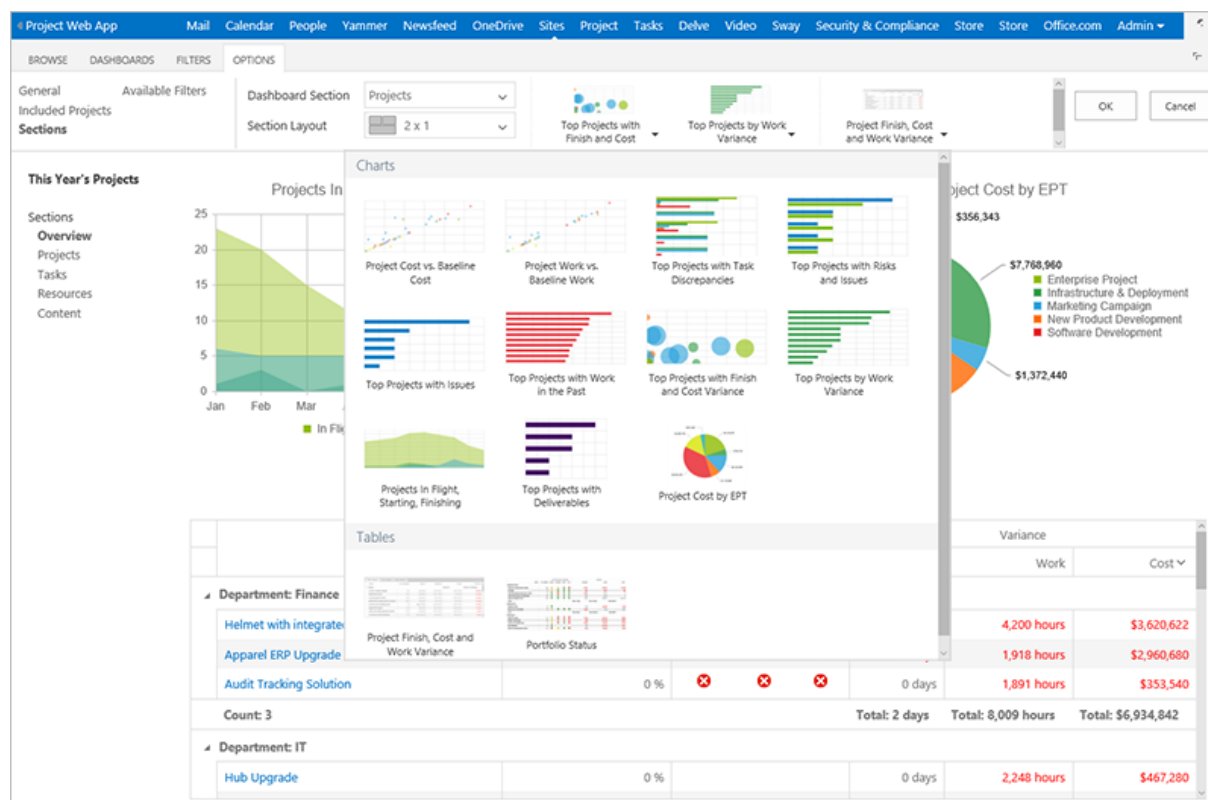 Project Web App Mail Calendar People Yammer Newsfeed OneDrive Sites Project Tasks Delve Video Sway Security & Compliance Store Store Office.com Admin
BROWSE DASHBOARDS FILTERS OPTIONS
General Available Filters
Included Projects
Sections
Dashboard Section Projects
Section Layout 2 x 1
Top Projects with
Finish and Cost
Top Projects by Work
Variance
Project Finish, Cost
and Work Variance
OK Cancel
This Year's Projects
Sections
Overview
Projects
Tasks
Resources
Content
Projects In
25
20
15
10
5
0
Jan Feb Mar
In Fli
Charts
Project Cost vs. Baseline
Cost
Project Work vs.
Baseline Work
Top Projects with Task
Discrepancies
Top Projects with Risks
and Issues
Top Projects with Issues
Top Projects with Work
in the Past
Top Projects with Finish
and Cost Variance
Top Projects by Work
Variance
Projects In Flight,
Starting, Finishing
Top Projects with
Deliverables
Project Cost by EPT
Tables
Project Finish, Cost and
Work Variance
Portfolio Status
oject Cost by EPT
$356,343
$7,768,960
Enterprise Project
Infrastructure & Deployment
Marketing Campaign
New Product Development
Software Development
$1,372,440
Variance
Work Cost
Department: Finance
Helmet with integrate 4,200 hours $3,620,622
Apparel ERP Upgrade 1,918 hours $2,960,680
Audit Tracking Solution 0 % 0 days 1,891 hours $353,540
Count: 3 Total: 2 days Total: 8,009 hours Total: $6,934,842
Department: IT
Hub Upgrade 0 % 0 days 2,248 hours $467,280